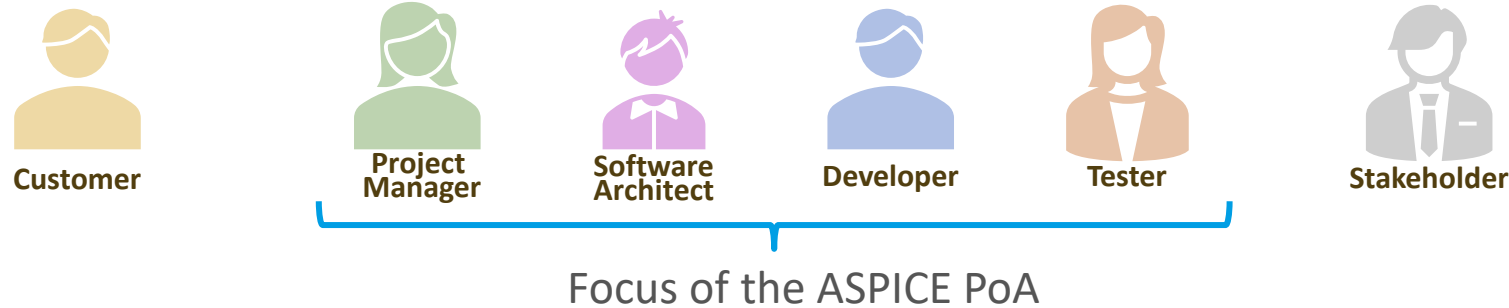 Customer
Project
Manager
Software
Architect
Developer
Tester
Stakeholder
Focus of the ASPICE PoA